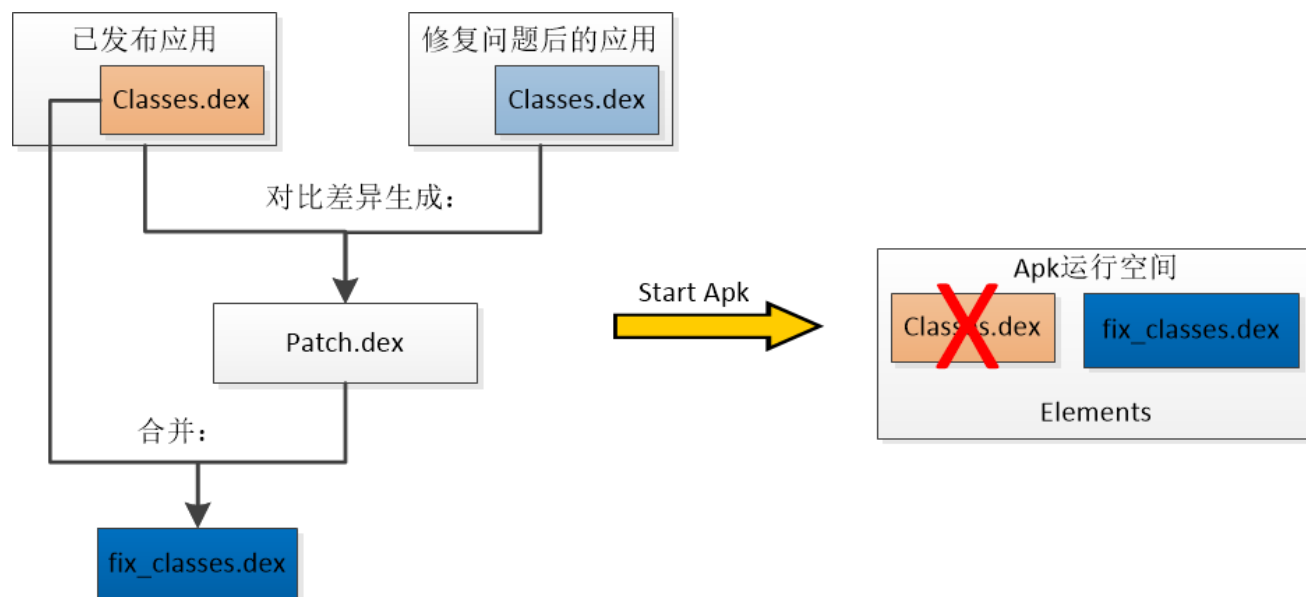 已发布应用
Classes.dex
修复问题后的应用
Classes.dex
对比差异生成：
Patch.dex
合并：
fix_classes.dex
Start Apk
Apk运行空间
Classes.dex
fix_classes.dex
Elements